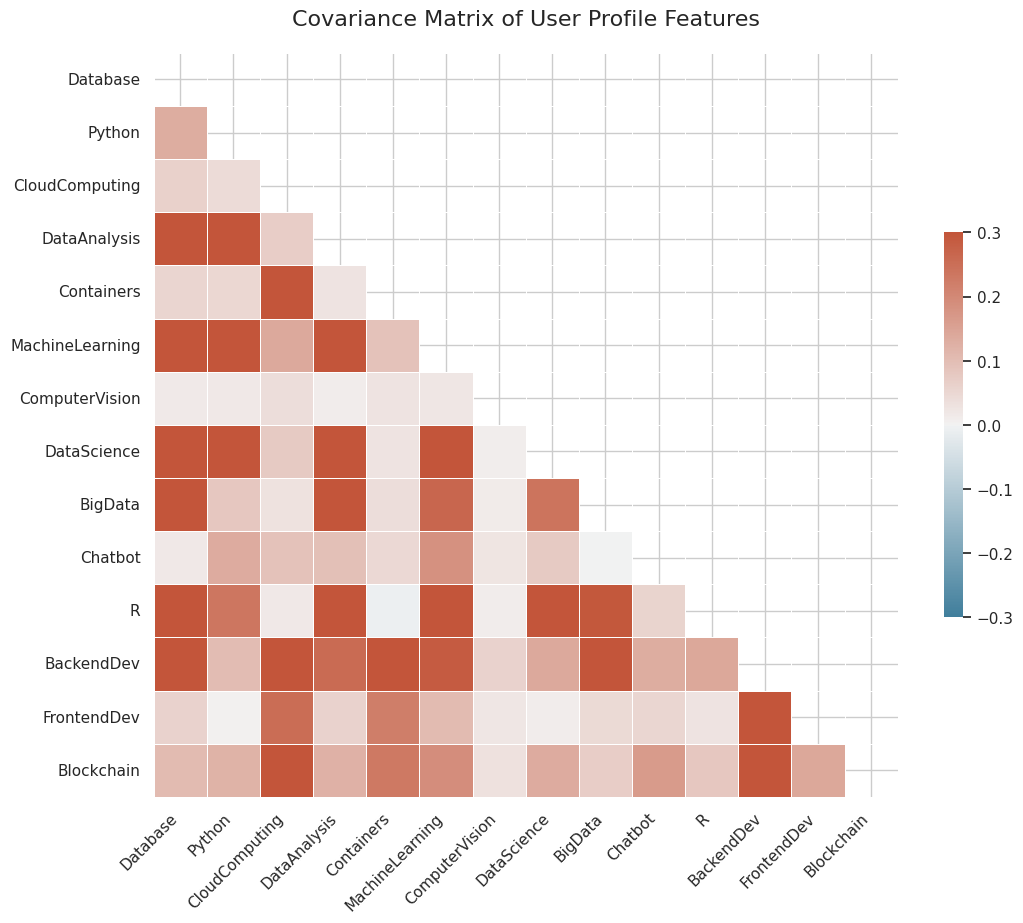 Covariance Matrix of User Profile Features
Database
Python
CloudComputing
DataAnalysis
Containers
MachineLearning
ComputerVision
DataScience
BigData
Chatbot
R
BackendDev
FrontendDev
Blockchain
Database
Python
CloudComputing
DataAnalysis
Containers
MachineLearning
ComputerVision
DataScience
BigData
Chatbot
R
BackendDev
FrontendDev
Blockchain
0.3
0.2
0.1
0.0
−0.1
−0.2
−0.3